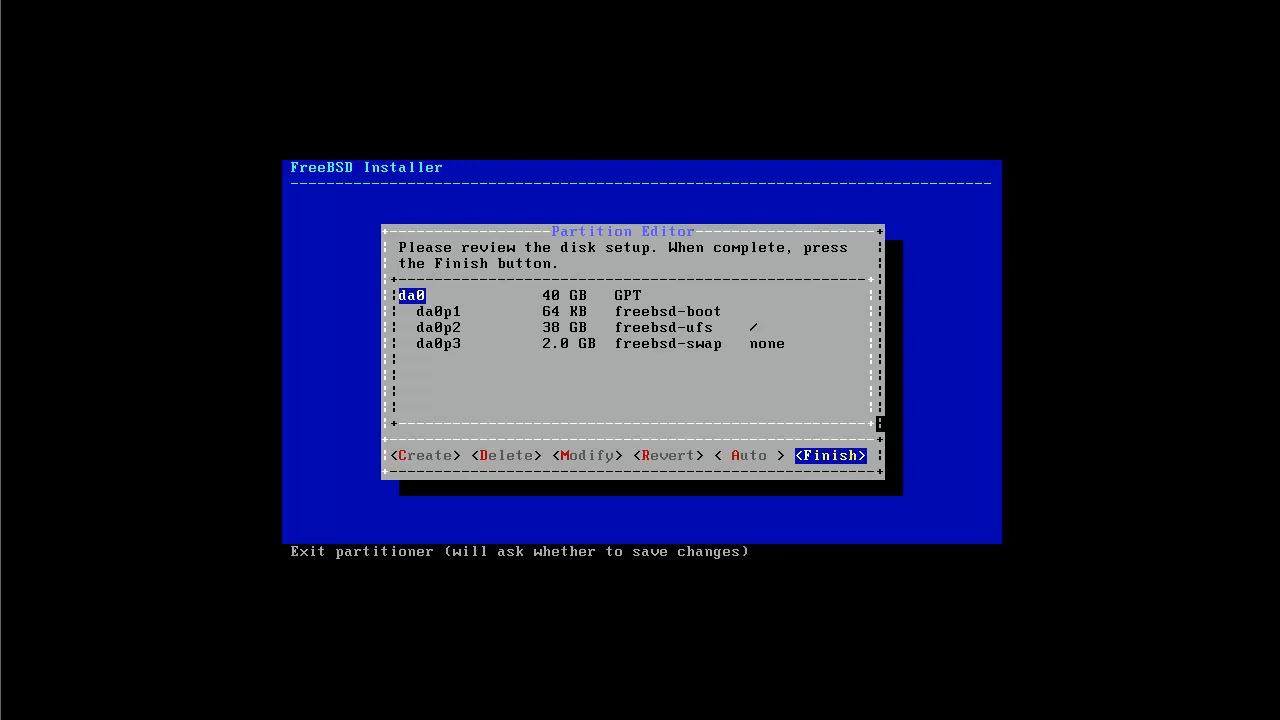 FreeBSD Installer
Partition Editor
Please review the disk setup. When complete, press
the Finish button.
da0 40 GB GPT
da0p1 64 KB freebsd-boot
da0p2 38 GB freebsd-ufs /
da0p3 2.0 GB freebsd-swap none
<Create> <Delete> <Modify> <Revert> < Auto > <Finish>
Exit partitioner (will ask whether to save changes)